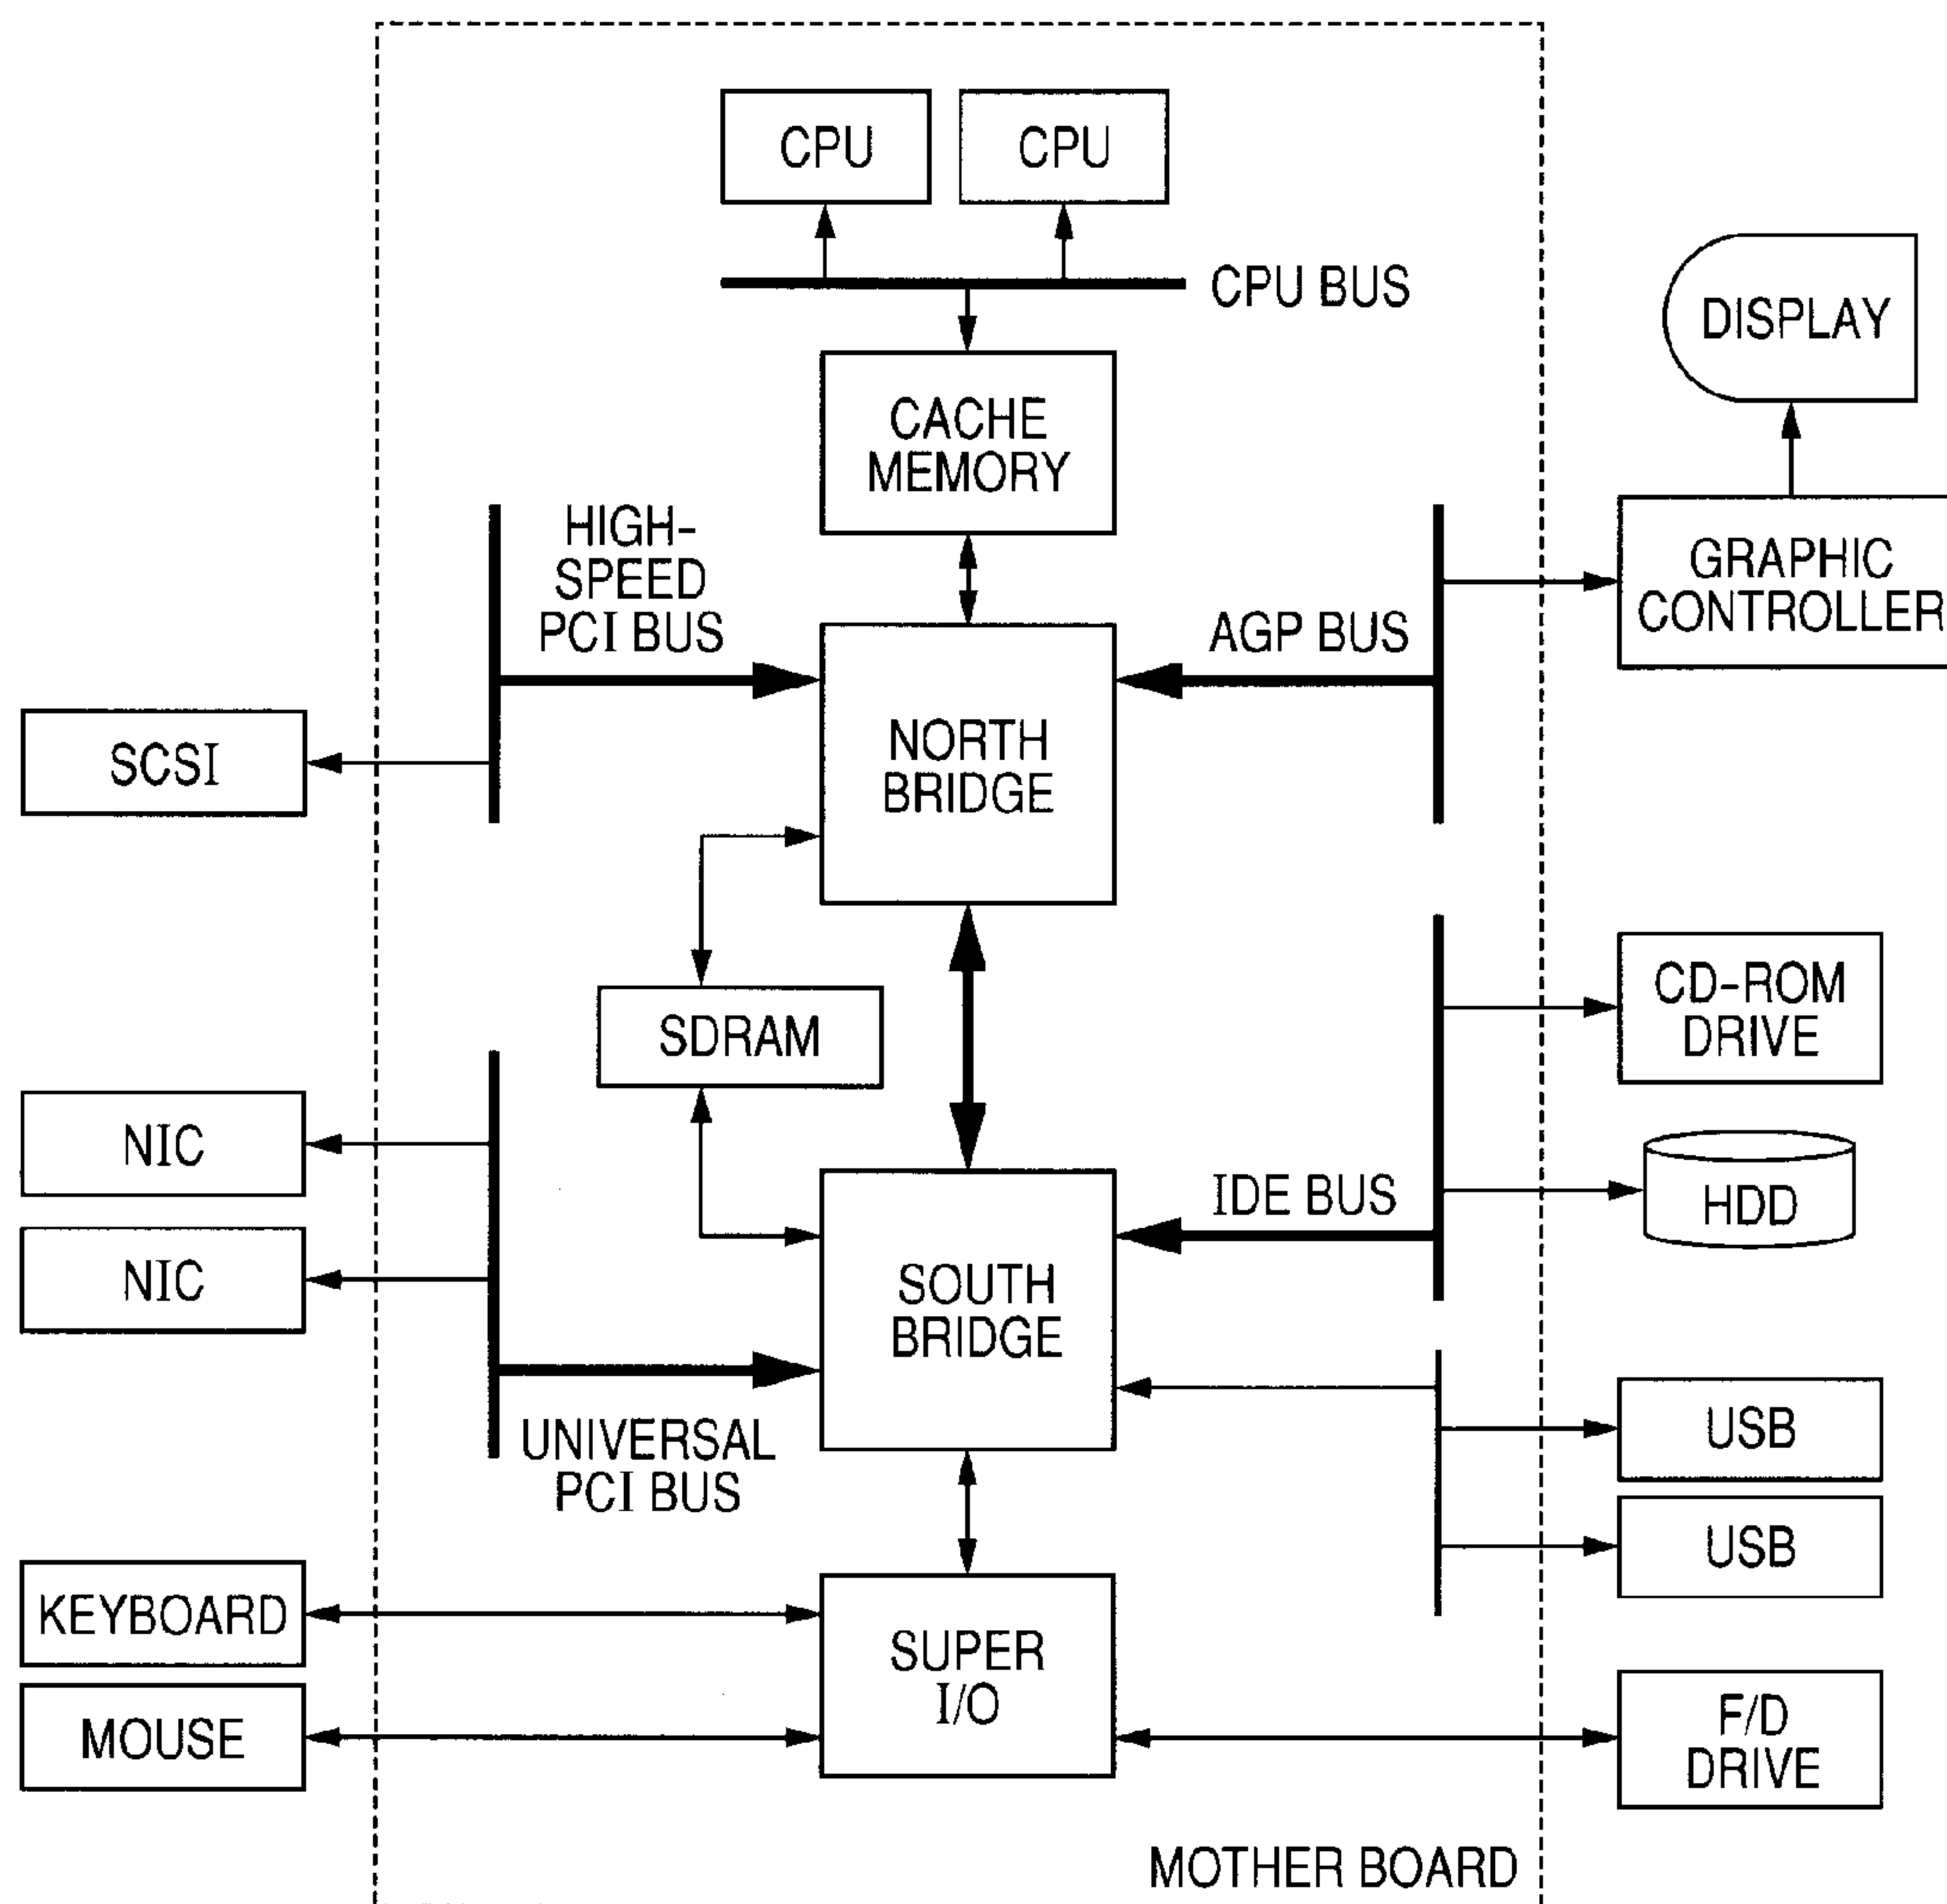 CPU
CPU
CPU BUS
DISPLAY
CACHE
MEMORY
HIGH-
SPEED
PCI BUS
AGP BUS
GRAPHIC
CONTROLLER
SCSI
NORTH
BRIDGE
SDRAM
CD-ROM
DRIVE
NIC
NIC
IDE BUS
HDD
SOUTH
BRIDGE
UNIVERSAL
PCI BUS
USB
USB
KEYBOARD
MOUSE
SUPER
I/O
F/D
DRIVE
MOTHER BOARD